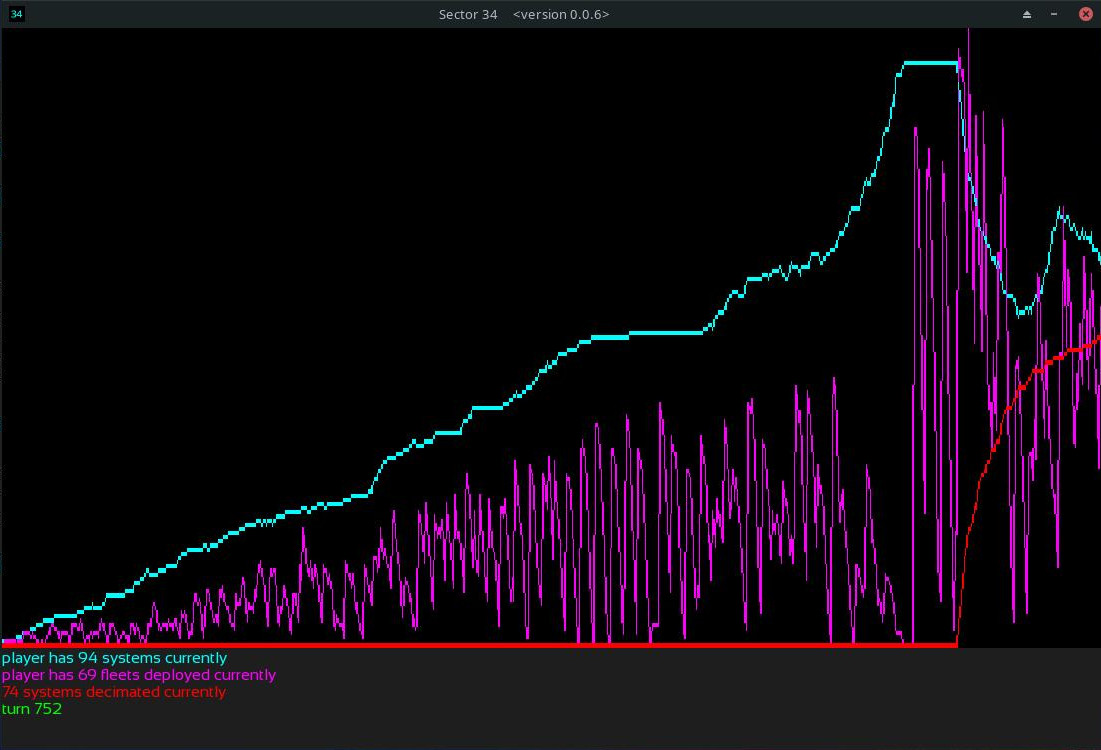 34 Sector 34 <version 0.0.6>
player has 94 systems currently
player has 69 fleets deployed currently
74 systems decimated currently
turn 752